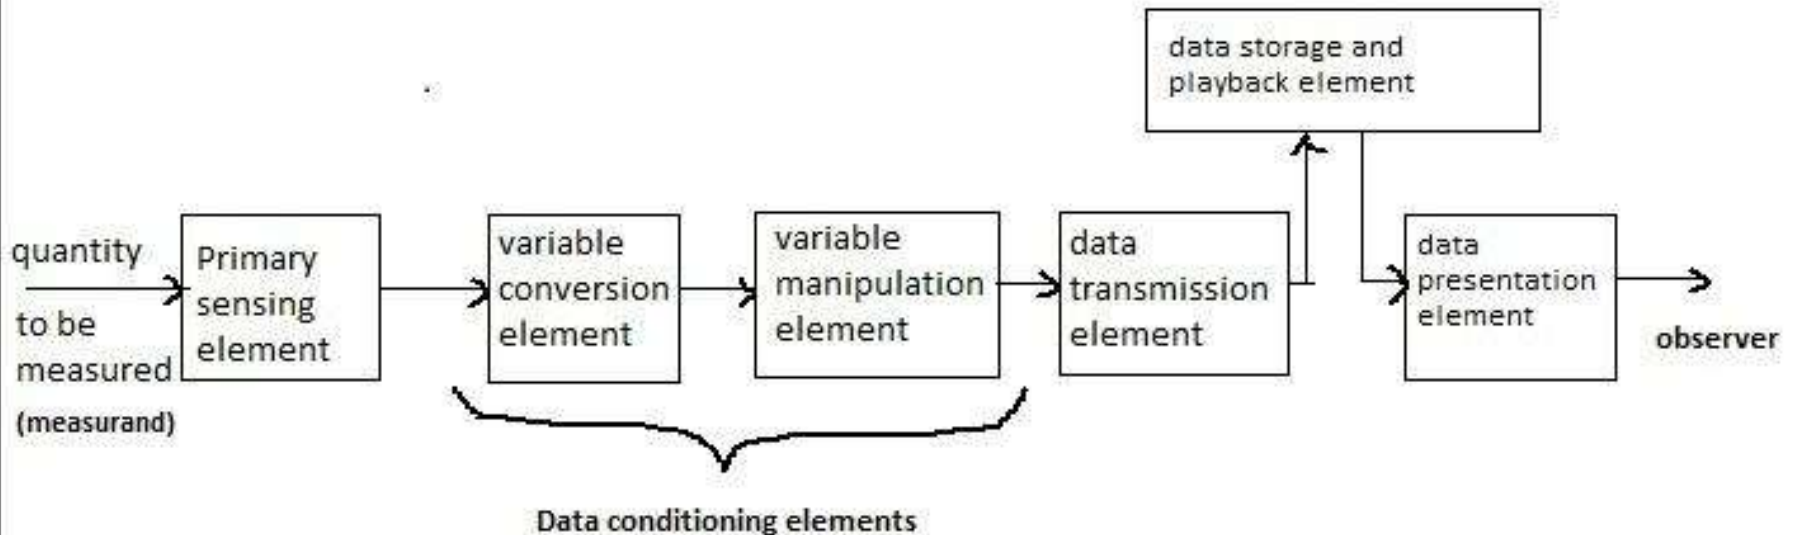 data storage and
playback element
quantity
to be
measured
(measurand)
Primary
sensing
element
variable
conversion
element
variable
manipulation
element
data
transmission
element
data
presentation
element
observer
Data conditioning elements